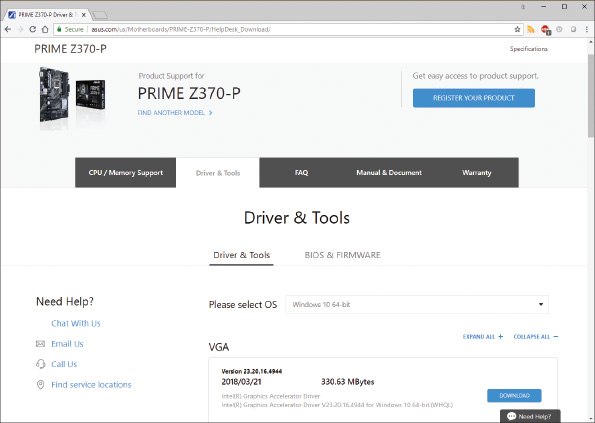 PRIME Z370-P Driver & T
Secure asus.com/us/Motherboards/PRIME-Z370-P/HelpDesk_Download/
PRIME Z370-P
Specifications
Product Support for
PRIME Z370-P
FIND ANOTHER MODEL
Get easy access to product support.
REGISTER YOUR PRODUCT
CPU / Memory Support
Driver & Tools
FAQ
Manual & Document
Warranty
Driver & Tools
Driver & Tools
BIOS & FIRMWARE
Need Help?
Chat With Us
Email Us
Call Us
Find service locations
Please select OS
Windows 10 64-bit
EXPAND ALL +
COLLAPSE ALL −
VGA
Version 23.20.16.4944
2018/03/21
330.63 MBytes
Intel(R) Graphics Accelerator Driver
Intel(R) Graphics Accelerator Driver V23.20.16.4944 for Windows 10 64-bit.(WHQL)
DOWNLOAD
Need Help?